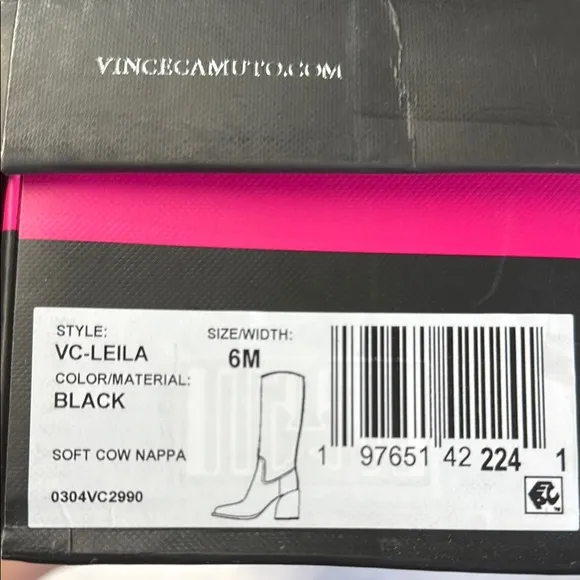 VINCECAMUTO.COM
STYLE: SIZE/WIDTH:
VC-LEILA 6M
COLOR/MATERIAL:
BLACK
SOFT COW NAPPA
1 97651 42 224 1
0304VC2990